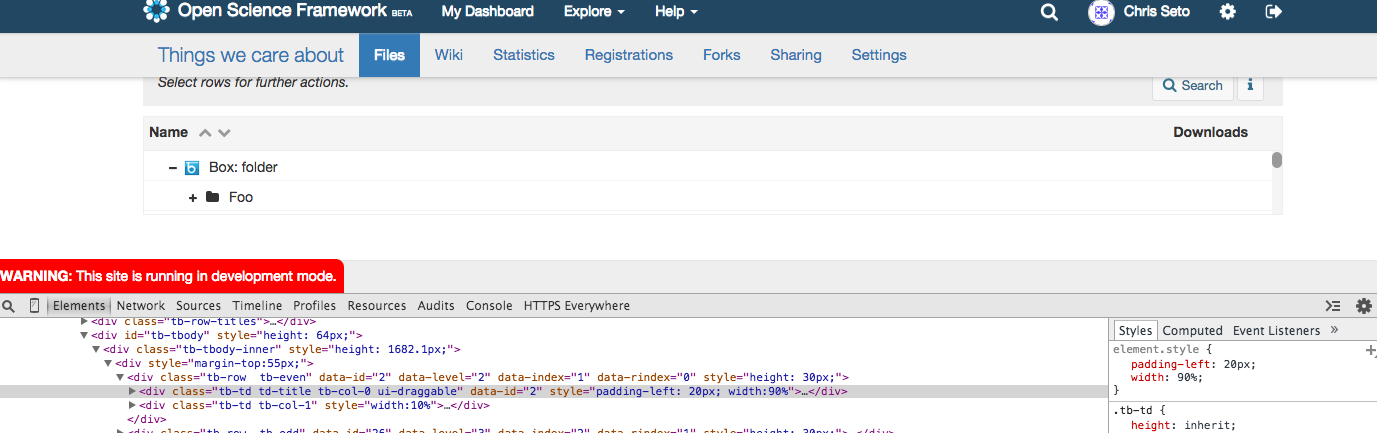 Open Science Framework BETA My Dashboard Explore Help Chris Seto
Things we care about Files Wiki Statistics Registrations Forks Sharing Settings
Select rows for further actions. Search i
Name Downloads
Box: folder
Foo
WARNING: This site is running in development mode.
Elements Network Sources Timeline Profiles Resources Audits Console HTTPS Everywhere
<div class="tb-row-titles">…</div>
<div id="tb-tbody" style="height: 64px;">
<div class="tb-tbody-inner" style="height: 1682.1px;">
<div style="margin-top:55px;">
<div class="tb-row  tb-even" data-id="2" data-level="2" data-index="1" data-rindex="0" style="height: 30px;">
<div class="tb-td td-title tb-col-0 ui-draggable" data-id="2" style="padding-left: 20px; width:90%">…</div>
<div class="tb-td tb-col-1" style="width:10%">…</div>
</div>
<div class="tb-row  tb-odd" data-id="26" data-level="3" data-index="2" data-rindex="1" style="height: 30px;">…</div>
Styles Computed Event Listeners »
element.style {
padding-left: 20px;
width: 90%;
}
.tb-td {
height: inherit;